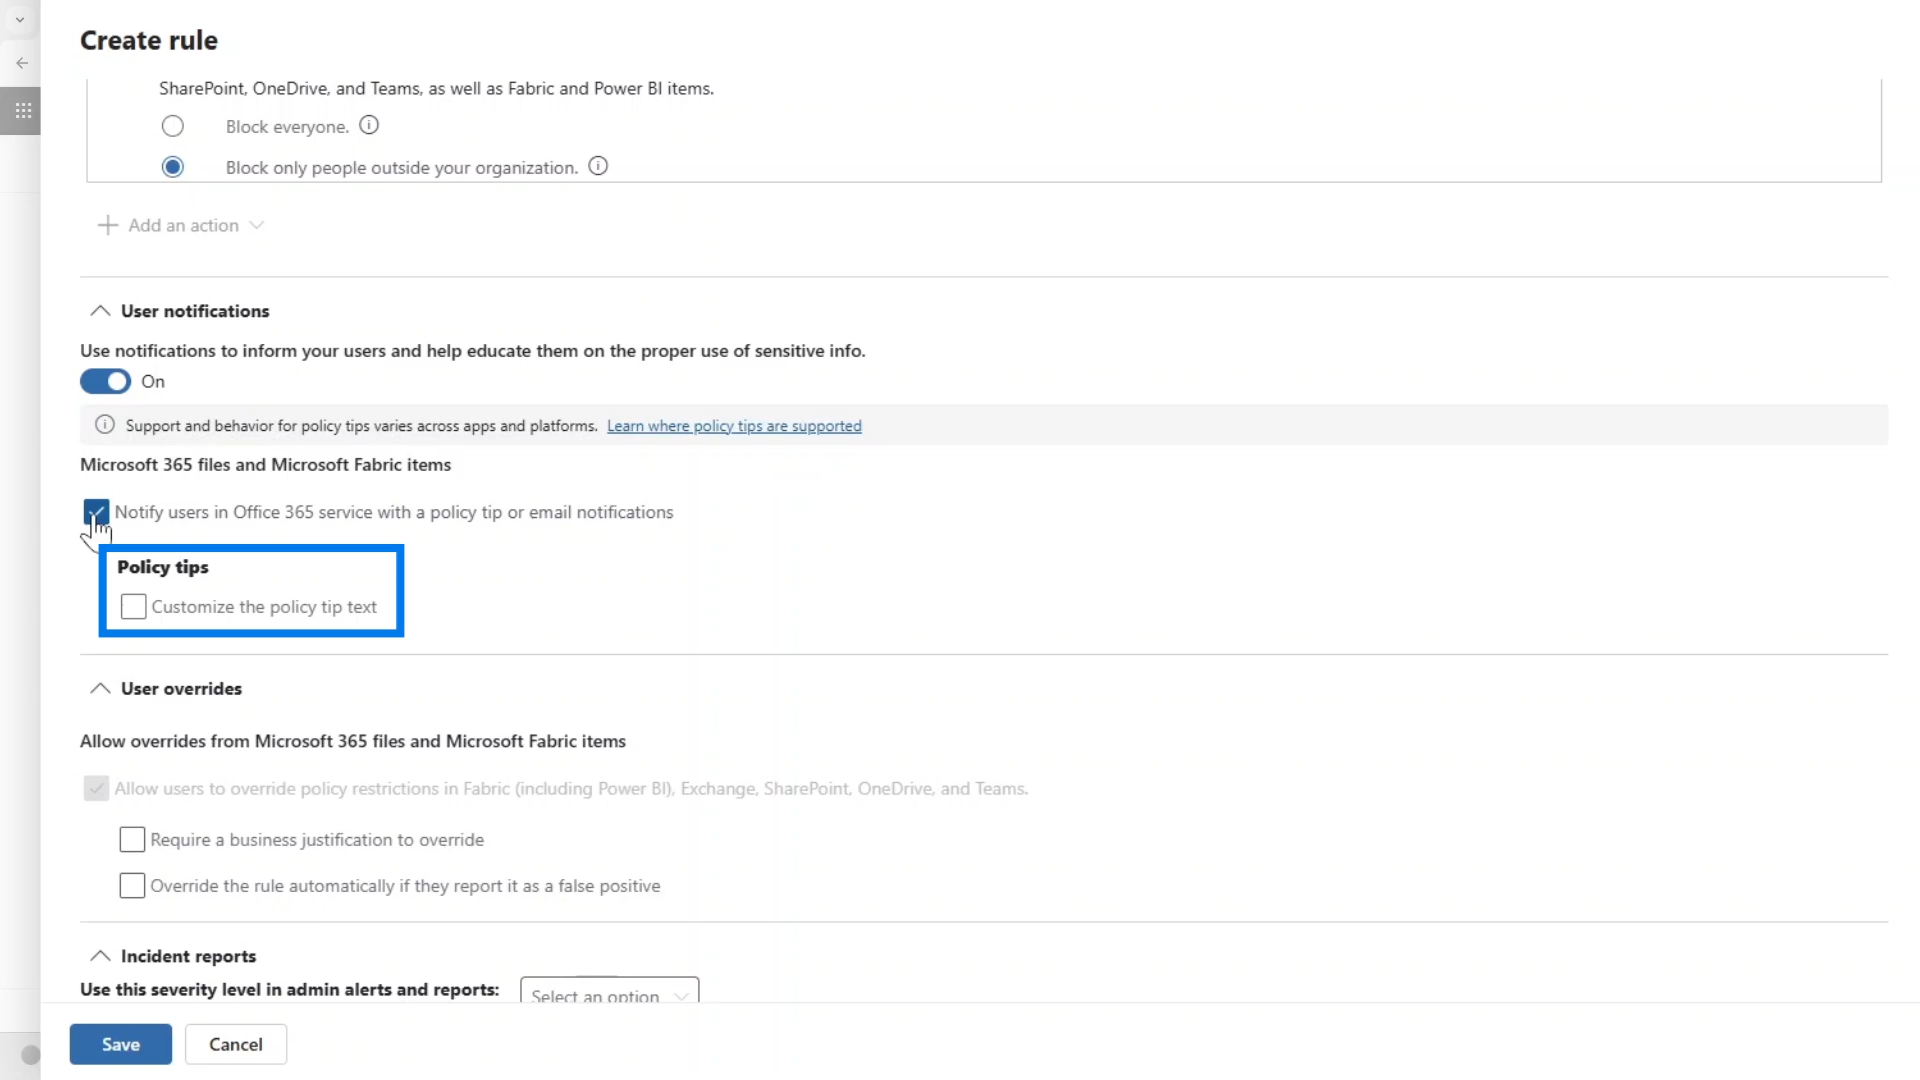 Create rule
SharePoint, OneDrive, and Teams, as well as Fabric and Power BI items.
Block everyone.
Block only people outside your organization.
Add an action
User notifications
Use notifications to inform your users and help educate them on the proper use of sensitive info.
On
Support and behavior for policy tips varies across apps and platforms. Learn where policy tips are supported
Microsoft 365 files and Microsoft Fabric items
Notify users in Office 365 service with a policy tip or email notifications
Policy tips
Customize the policy tip text
User overrides
Allow overrides from Microsoft 365 files and Microsoft Fabric items
Allow users to override policy restrictions in Fabric (including Power BI), Exchange, SharePoint, OneDrive, and Teams.
Require a business justification to override
Override the rule automatically if they report it as a false positive
Incident reports
Use this severity level in admin alerts and reports: Select an option
Save Cancel